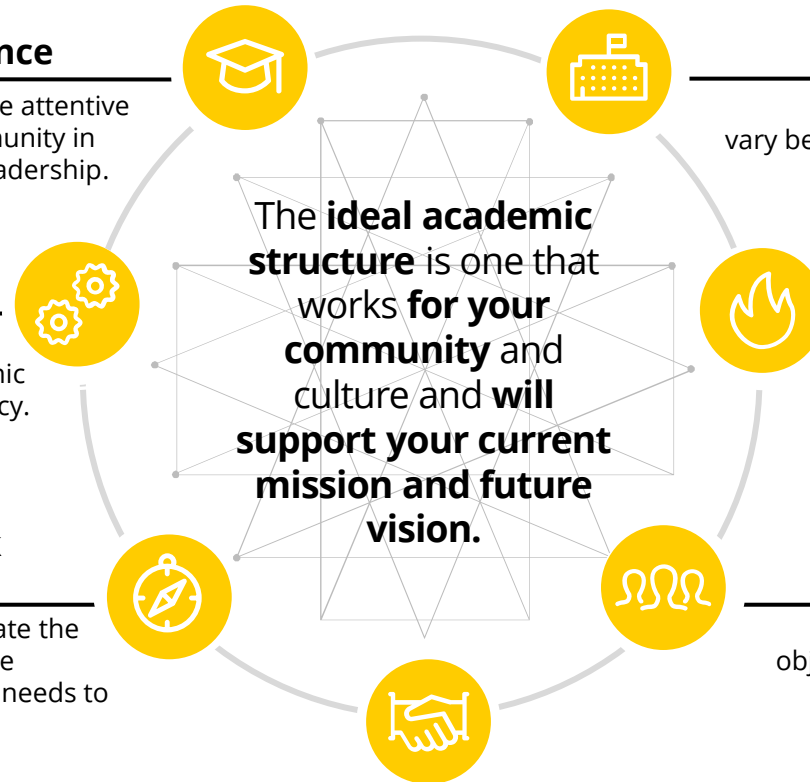 nce
e attentive
unity in
adership.
vary be
The ideal academic
structure is one that
works for your
community and
culture and will
support your current
mission and future
vision.
nic
cy.
ate the
e
needs to
obj